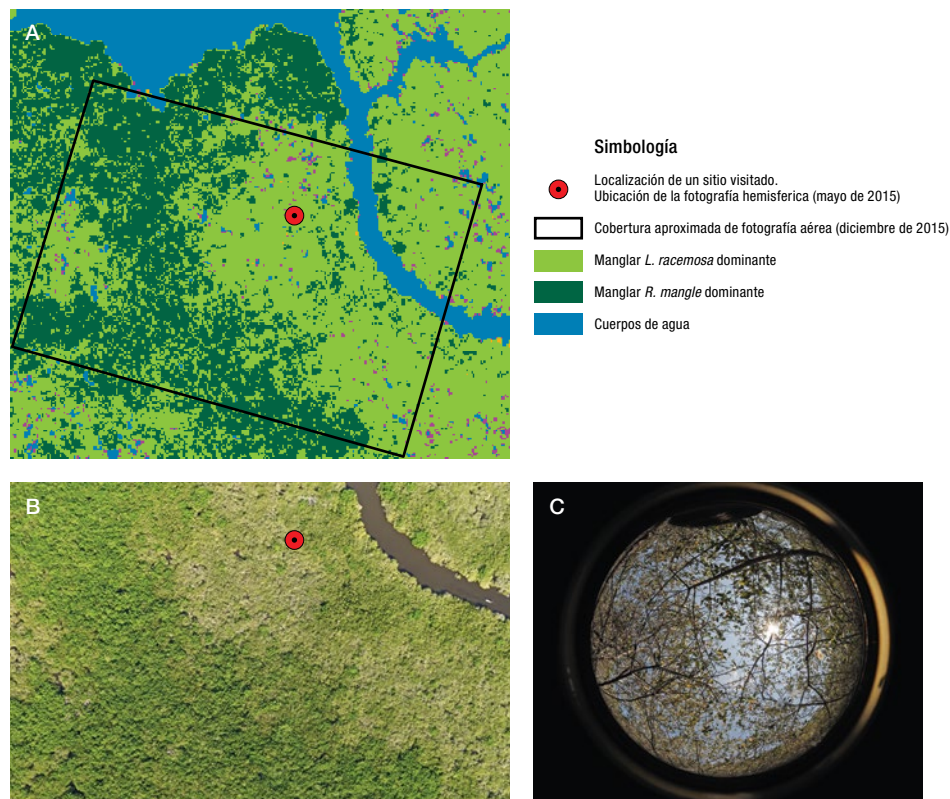 A
Simbología
Localización de un sitio visitado.
Ubicación de la fotografía hemisferica (mayo de 2015)
Cobertura aproximada de fotografía aérea (diciembre de 2015)
Manglar L. racemosa dominante
Manglar R. mangle dominante
Cuerpos de agua
B
C